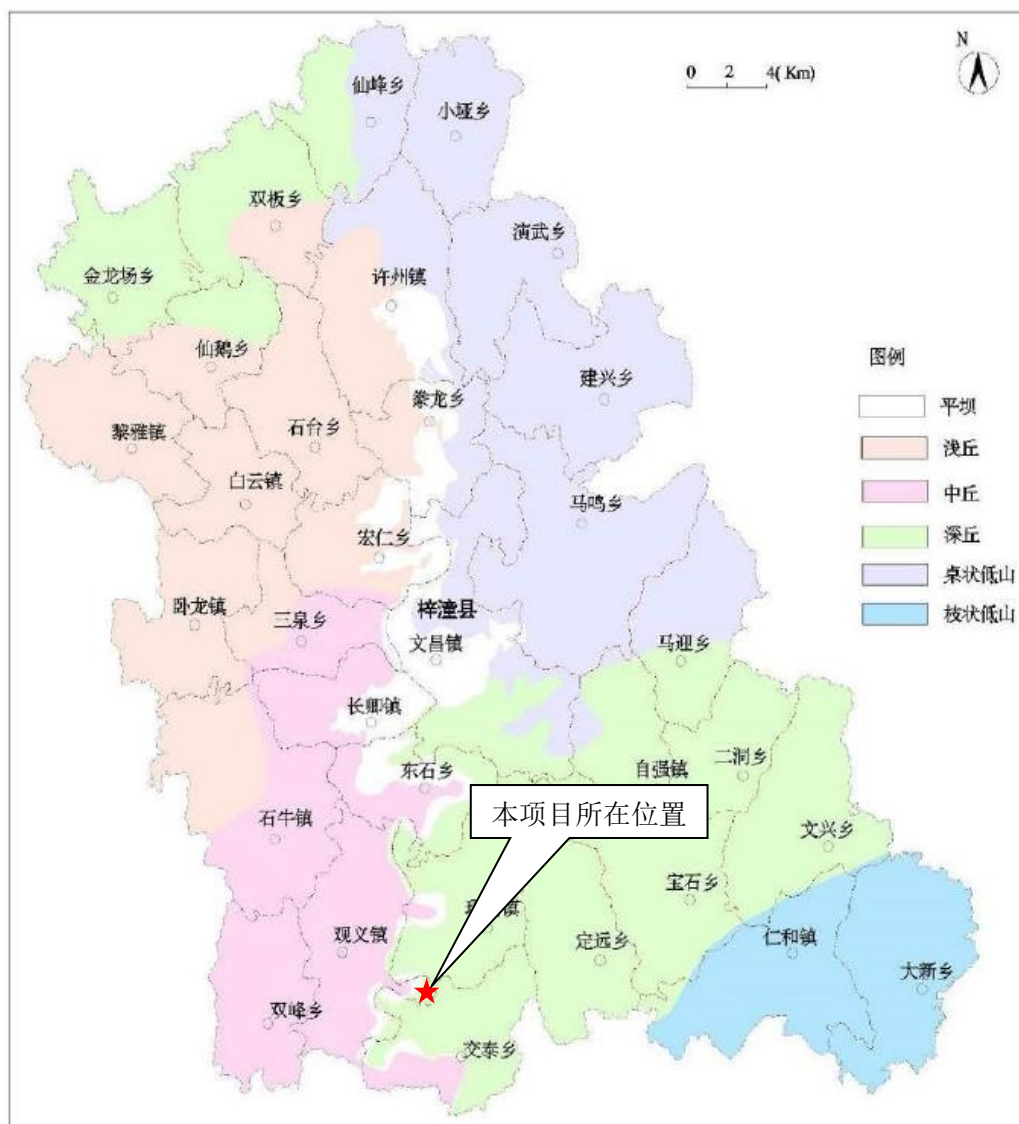 N
0 2 4( Km)
仙峰乡
小垭乡
双板乡
演武乡
金龙场乡
许州镇
仙鹅乡
建兴乡
豢龙乡
黎雅镇
石台乡
白云镇
马鸣乡
宏仁乡
卧龙镇
三泉乡
梓潼县
文昌镇
马迎乡
长卿镇
东石乡
自强镇
二洞乡
本项目所在位置
石牛镇
文兴乡
宝石乡
镇
观义镇
定远乡
仁和镇
大新乡
双峰乡
交泰乡
图例
平坝
浅丘
中丘
深丘
桌状低山
枝状低山